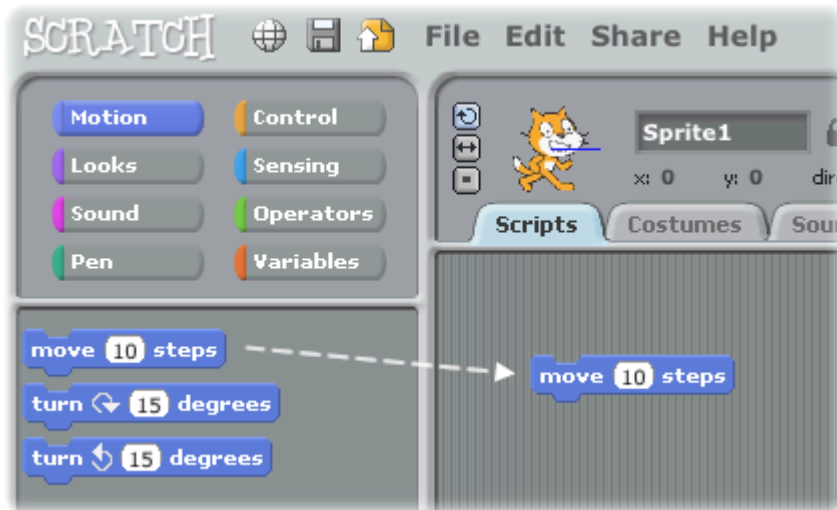 SCRATCH File Edit Share Help
Motion Control
Looks Sensing
Sound Operators
Pen Variables
Sprite1
x: 0 y: 0
Scripts Costumes
move 10 steps
turn 15 degrees
turn 15 degrees
move 10 steps